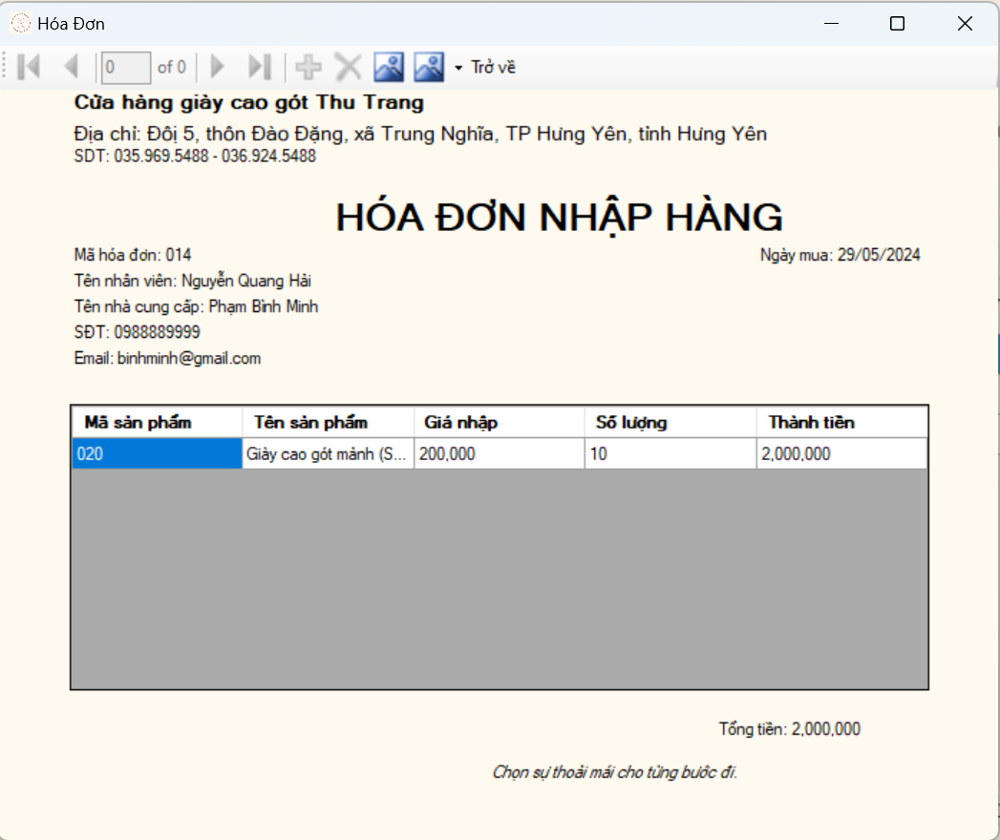 Hóa Đơn
0 of 0 Trở về
Cửa hàng giày cao gót Thu Trang
Địa chỉ: Đôị 5, thôn Đào Đặng, xã Trung Nghĩa, TP Hưng Yên, tỉnh Hưng Yên
SDT: 035.969.5488 - 036.924.5488
HÓA ĐƠN NHẬP HÀNG
Mã hóa đơn: 014 Ngày mua: 29/05/2024
Tên nhân viên: Nguyễn Quang Hải
Tên nhà cung cấp: Phạm Bình Minh
SĐT: 0988889999
Email: binhminh@gmail.com
Mã sản phẩm Tên sản phẩm Giá nhập Số lượng Thành tiền
020 Giày cao gót mảnh (S... 200,000 10 2,000,000
Tổng tiền: 2,000,000
Chọn sự thoải mái cho từng bước đi.